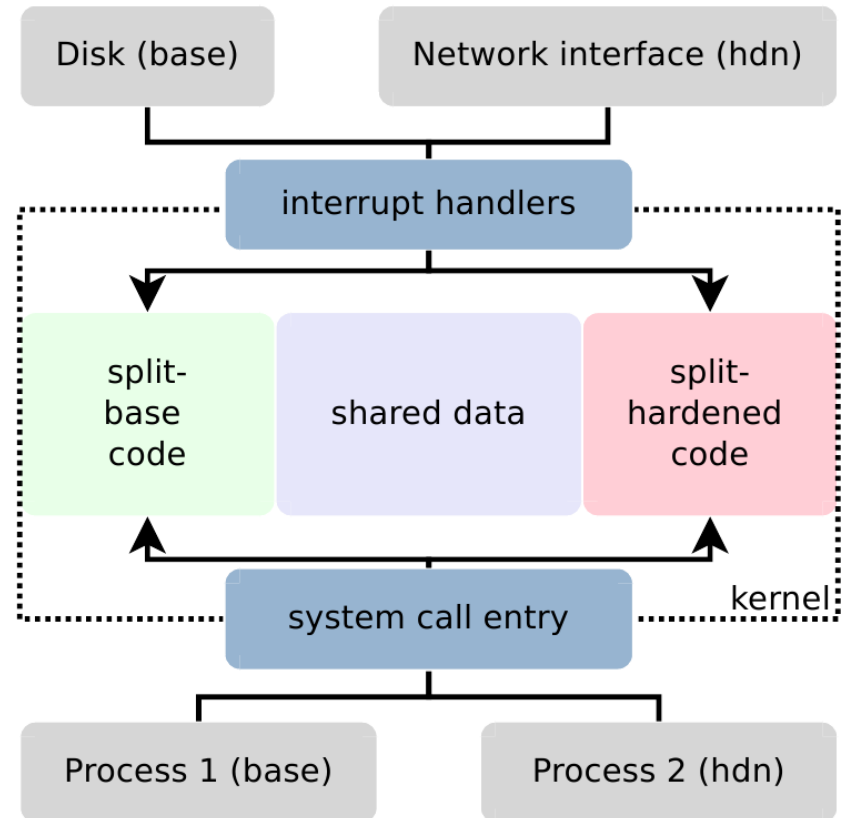 Disk (base)
Network interface (hdn)
interrupt handlers
split-
base
code
shared data
split-
hardened
code
kernel
system call entry
Process 1 (base)
Process 2 (hdn)